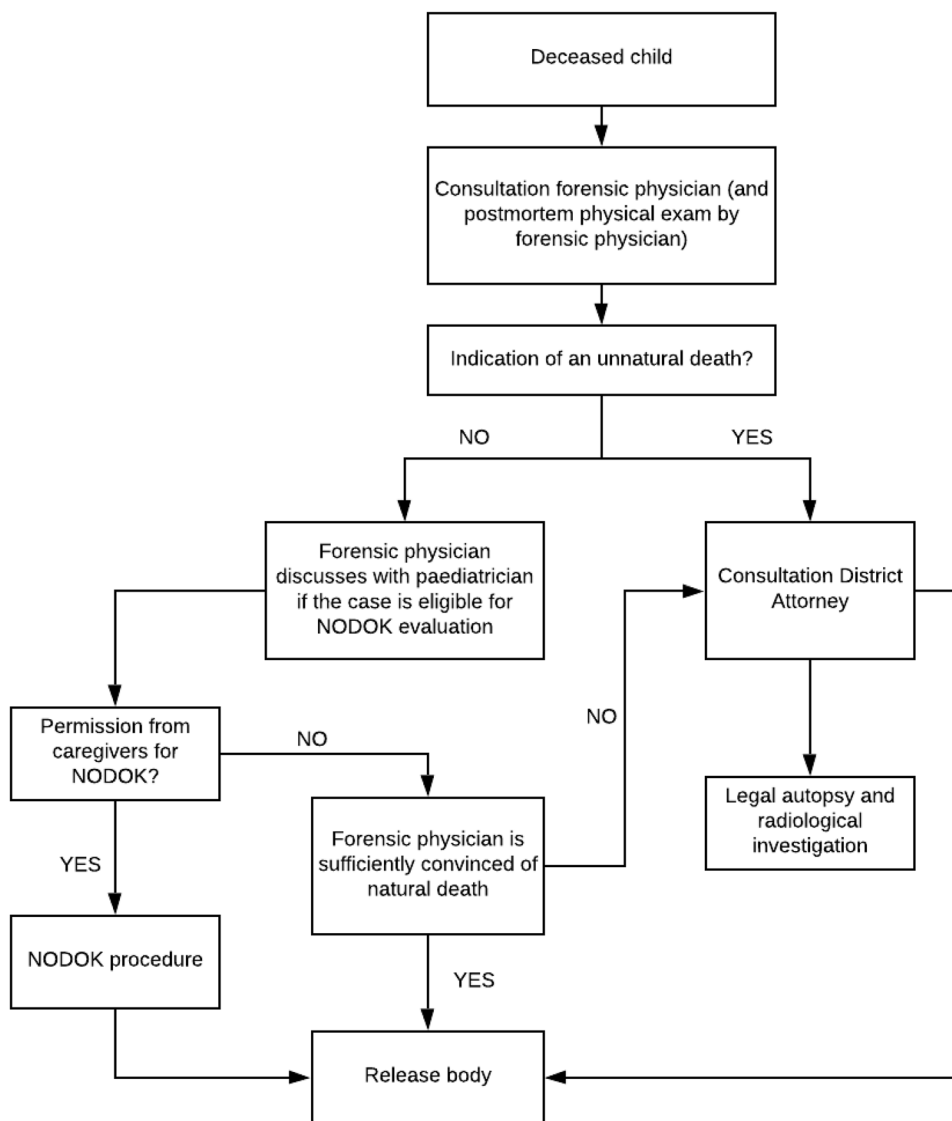 Deceased child
Consultation forensic physician (and
postmortem physical exam by
forensic physician)
Indication of an unnatural death?
NO
YES
Forensic physician
discusses with paediatrician
if the case is eligible for
NODOK evaluation
Consultation District
Attorney
Permission from
caregivers for
NODOK?
NO
NO
Forensic physician is
sufficiently convinced of
natural death
Legal autopsy and
radiological
investigation
YES
NODOK procedure
YES
Release body